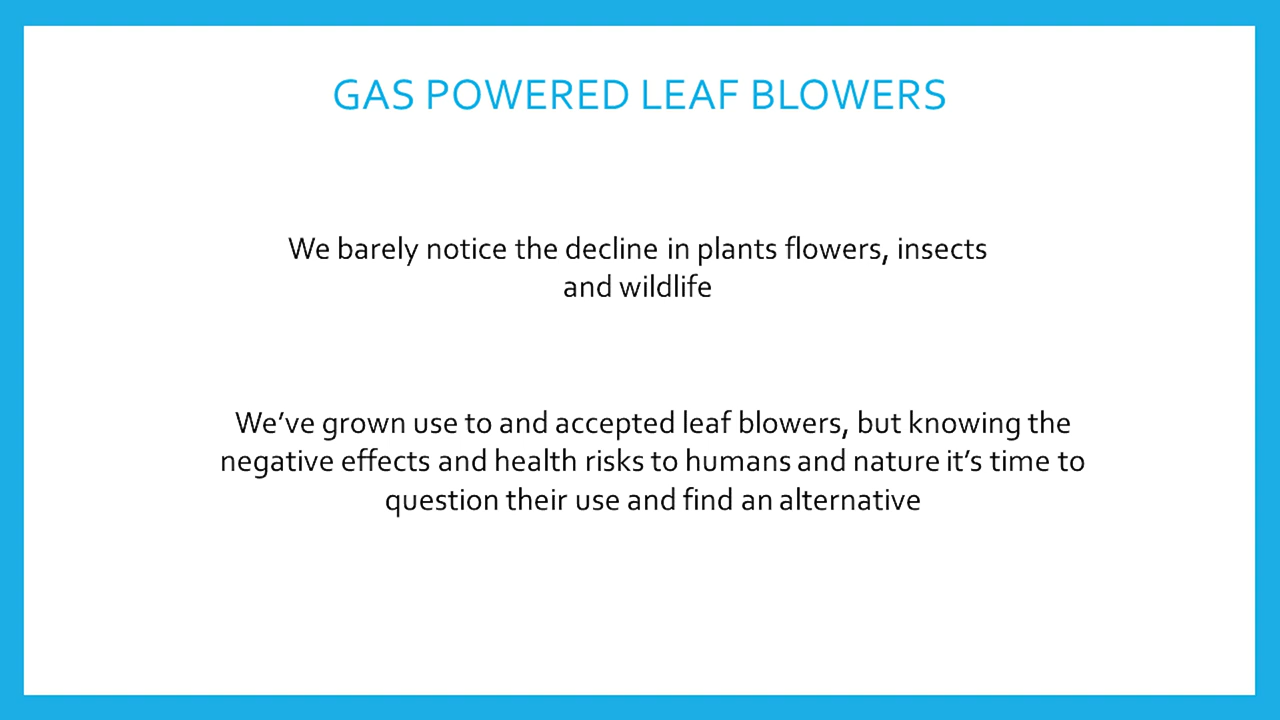 GAS POWERED LEAF BLOWERS
We barely notice the decline in plants flowers, insects
and wildlife
We’ve grown use to and accepted leaf blowers, but knowing the
negative effects and health risks to humans and nature it’s time to
question their use and find an alternative